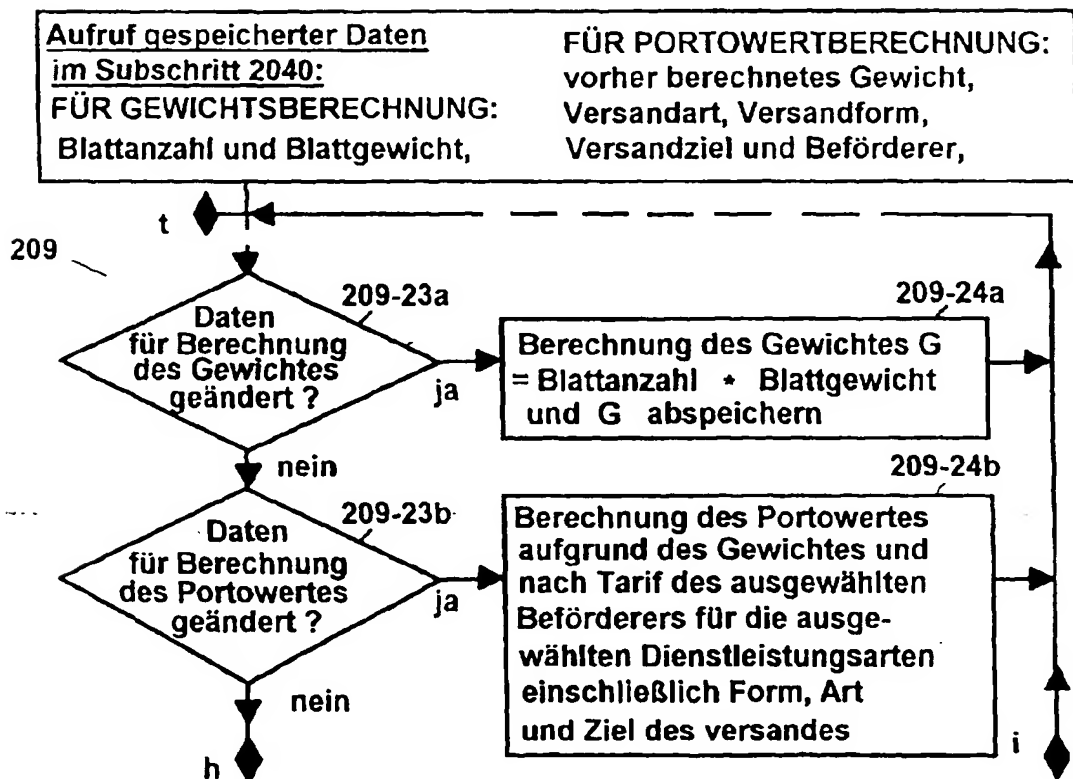 Aufruf gespeicherter Daten
im Subschritt 2040:
FÜR GEWICHTSBERECHNUNG:
Blattanzahl und Blattgewicht,
FÜR PORTOWERTBERECHNUNG:
vorher berechnetes Gewicht,
Versandart, Versandform,
Versandziel und Beförderer,
t
209
209-23a
Daten
für Berechnung
des Gewichtes
geändert ?
ja
209-24a
Berechnung des Gewichtes G
= Blattanzahl * Blattgewicht
und G abspeichern
nein
209-23b
Daten
für Berechnung
des Portowertes
geändert ?
ja
209-24b
Berechnung des Portowertes
aufgrund des Gewichtes und
nach Tarif des ausgewählten
Beförderers für die ausge-
wählten Dienstleistungsarten
einschließlich Form, Art
und Ziel des versandes
nein
h
i